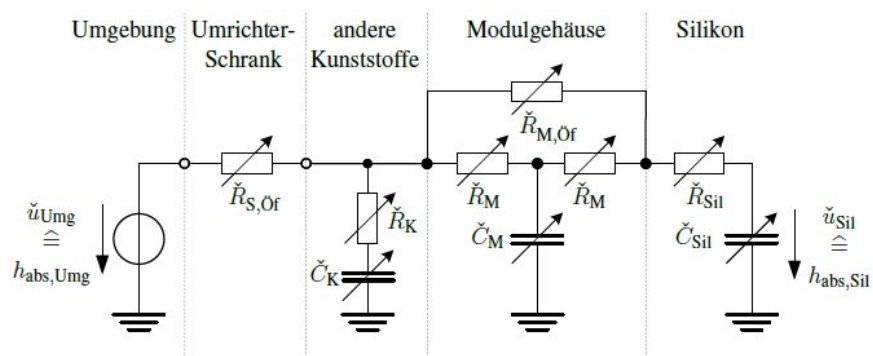 Umgebung
Umrichter-
Schrank
andere
Kunststoffe
Modulgehäuse
Silikon
Ř_M,Öf
Ř_S,Öf
Ř_M
Ř_M
Ř_Sil
ǔ_Umg
≙
h_abs,Umg
Ř_K
Č_K
Č_M
Č_Sil
ǔ_Sil
≙
h_abs,Sil